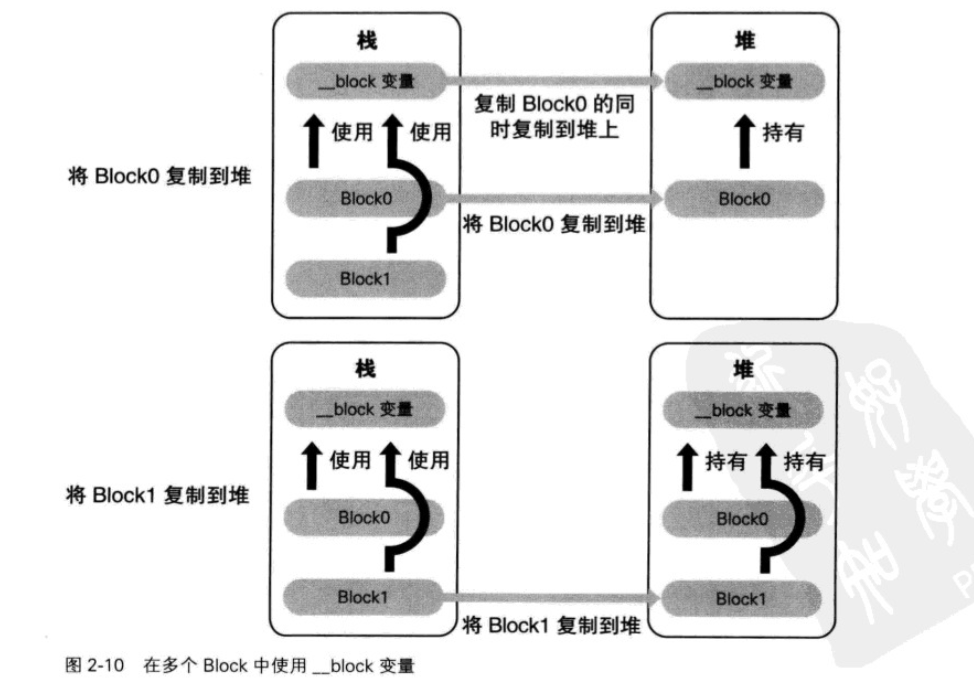 栈
__block 变量
使用
使用
Block0
Block1
将 Block0 复制到堆
复制 Block0 的同
时复制到堆上
将 Block0 复制到堆
堆
__block 变量
持有
Block0
栈
__block 变量
使用
使用
Block0
Block1
将 Block1 复制到堆
将 Block1 复制到堆
堆
__block 变量
持有
持有
Block0
Block1
图 2-10 在多个 Block 中使用 __block 变量